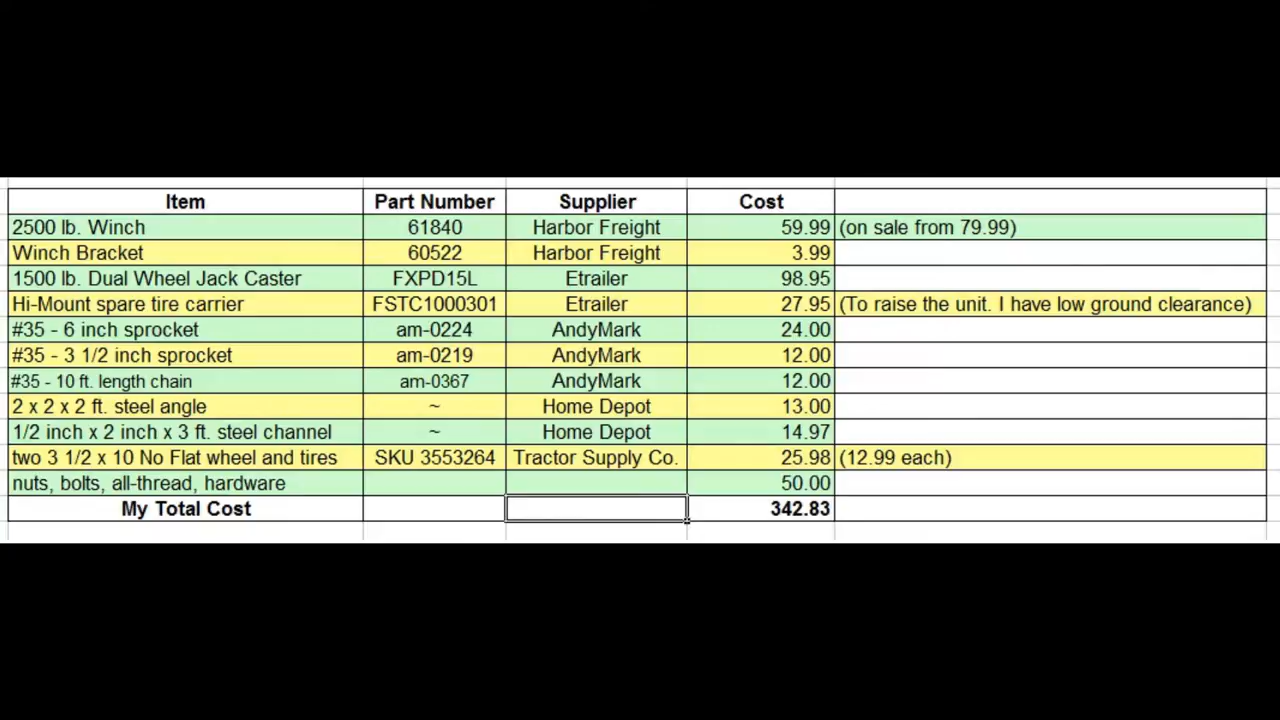 Item Part Number Supplier Cost
2500 lb. Winch 61840 Harbor Freight 59.99 (on sale from 79.99)
Winch Bracket 60522 Harbor Freight 3.99
1500 lb. Dual Wheel Jack Caster FXPD15L Etrailer 98.95
Hi-Mount spare tire carrier FSTC1000301 Etrailer 27.95 (To raise the unit. I have low ground clearance)
#35 - 6 inch sprocket am-0224 AndyMark 24.00
#35 - 3 1/2 inch sprocket am-0219 AndyMark 12.00
#35 - 10 ft. length chain am-0367 AndyMark 12.00
2 x 2 x 2 ft. steel angle ~ Home Depot 13.00
1/2 inch x 2 inch x 3 ft. steel channel ~ Home Depot 14.97
two 3 1/2 x 10 No Flat wheel and tires SKU 3553264 Tractor Supply Co. 25.98 (12.99 each)
nuts, bolts, all-thread, hardware 50.00
My Total Cost 342.83